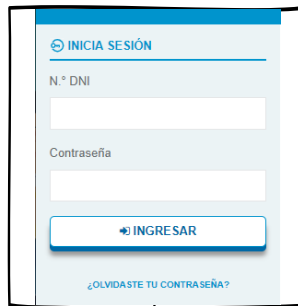 INICIA SESIÓN
N.° DNI
Contraseña
INGRESAR
¿OLVIDASTE TU CONTRASEÑA?